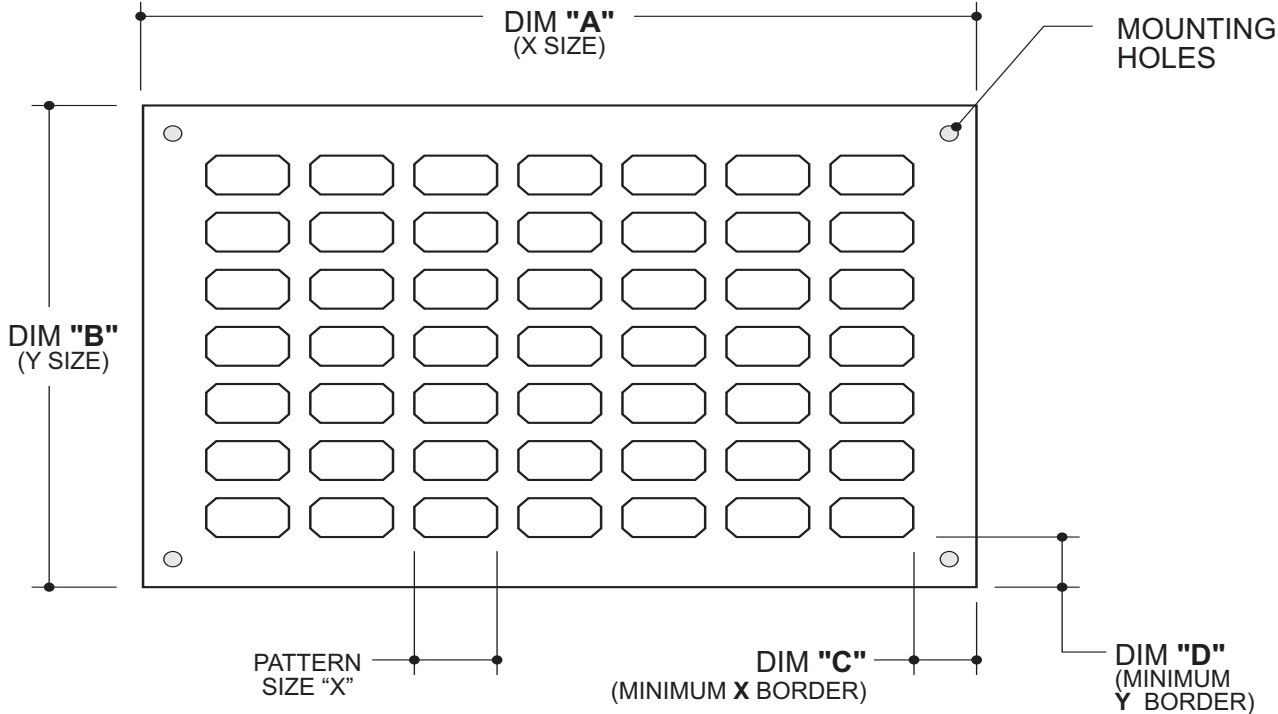 DIM "A"
(X SIZE)
MOUNTING
HOLES
DIM "B"
(Y SIZE)
PATTERN
SIZE “X”
DIM "C"
(MINIMUM X BORDER)
DIM "D"
(MINIMUM
Y BORDER)